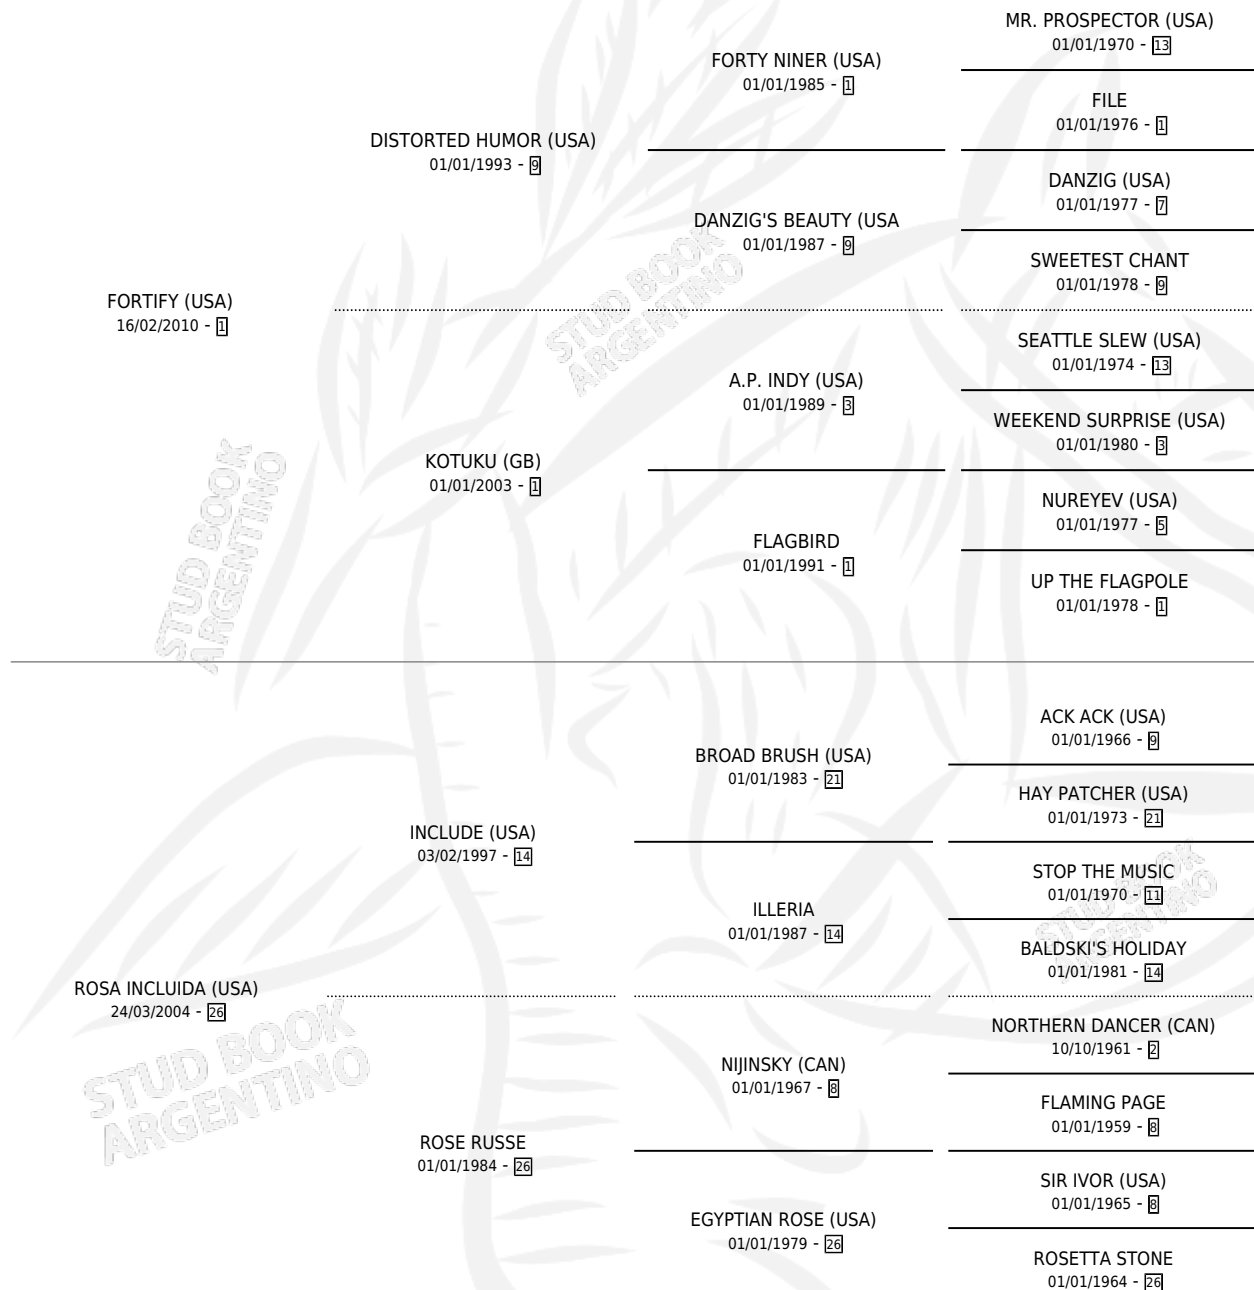 MR. PROSPECTOR (USA)
01/01/1970 - 13
FORTY NINER (USA)
01/01/1985 - 1
FILE
01/01/1976 - 1
DISTORTED HUMOR (USA)
01/01/1993 - 9
DANZIG (USA)
01/01/1977 - 7
DANZIG'S BEAUTY (USA
01/01/1987 - 9
SWEETEST CHANT
01/01/1978 - 9
FORTIFY (USA)
16/02/2010 - 1
STUD BOOK
ARGENTINO
SEATTLE SLEW (USA)
01/01/1974 - 13
A.P. INDY (USA)
01/01/1989 - 3
WEEKEND SURPRISE (USA)
01/01/1980 - 3
KOTUKU (GB)
01/01/2003 - 1
NUREYEV (USA)
01/01/1977 - 5
FLAGBIRD
01/01/1991 - 1
UP THE FLAGPOLE
01/01/1978 - 1
STUD BOOK
ARGENTINO
ACK ACK (USA)
01/01/1966 - 9
BROAD BRUSH (USA)
01/01/1983 - 21
HAY PATCHER (USA)
01/01/1973 - 21
INCLUDE (USA)
03/02/1997 - 14
STOP THE MUSIC
01/01/1970 - 11
ILLERIA
01/01/1987 - 14
STUD BOOK
ARGENTINO
BALDSKI'S HOLIDAY
01/01/1981 - 14
ROSA INCLUIDA (USA)
24/03/2004 - 26
STUD BOOK
ARGENTINO
NORTHERN DANCER (CAN)
10/10/1961 - 2
NIJINSKY (CAN)
01/01/1967 - 8
FLAMING PAGE
01/01/1959 - 8
ROSE RUSSE
01/01/1984 - 26
SIR IVOR (USA)
01/01/1965 - 8
EGYPTIAN ROSE (USA)
01/01/1979 - 26
ROSETTA STONE
01/01/1964 - 26